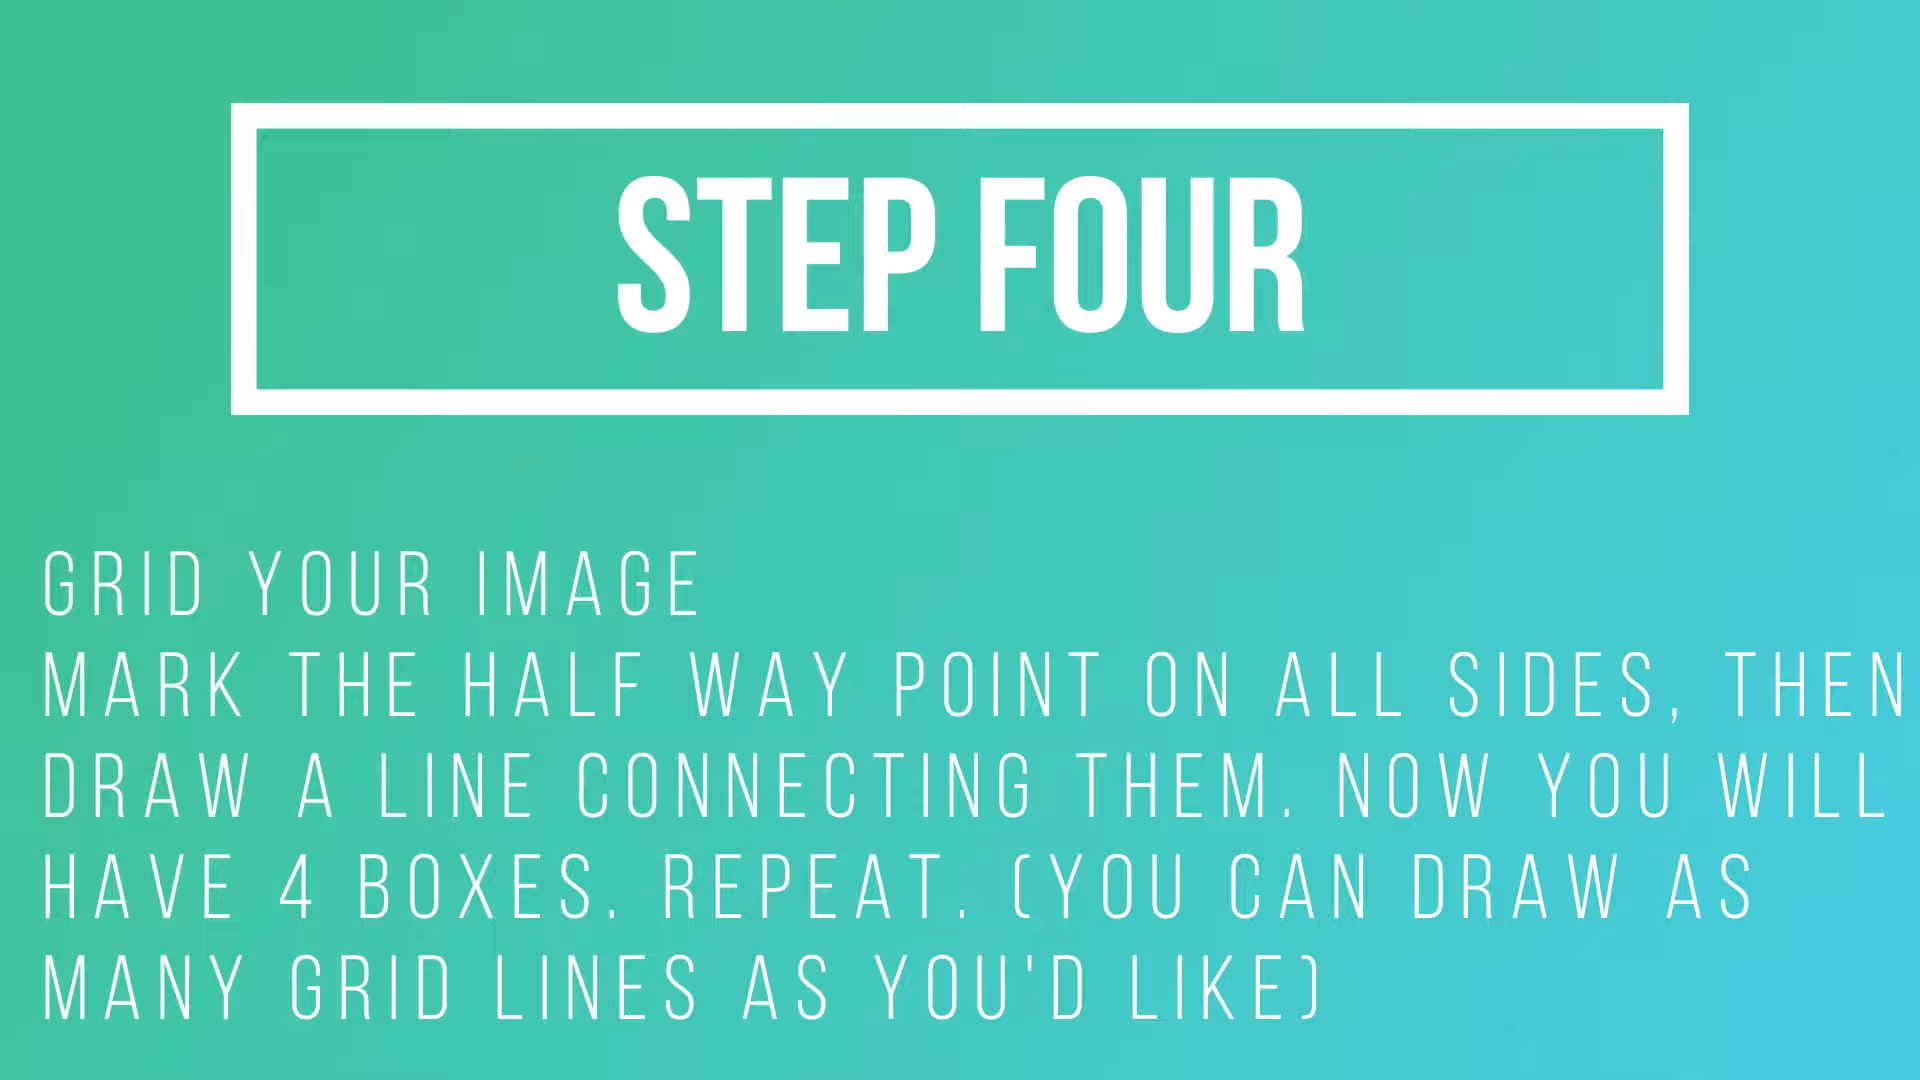 STEP FOUR
GRID YOUR IMAGE
MARK THE HALF WAY POINT ON ALL SIDES, THEN
DRAW A LINE CONNECTING THEM. NOW YOU WILL
HAVE 4 BOXES. REPEAT. (YOU CAN DRAW AS
MANY GRID LINES AS YOU'D LIKE)